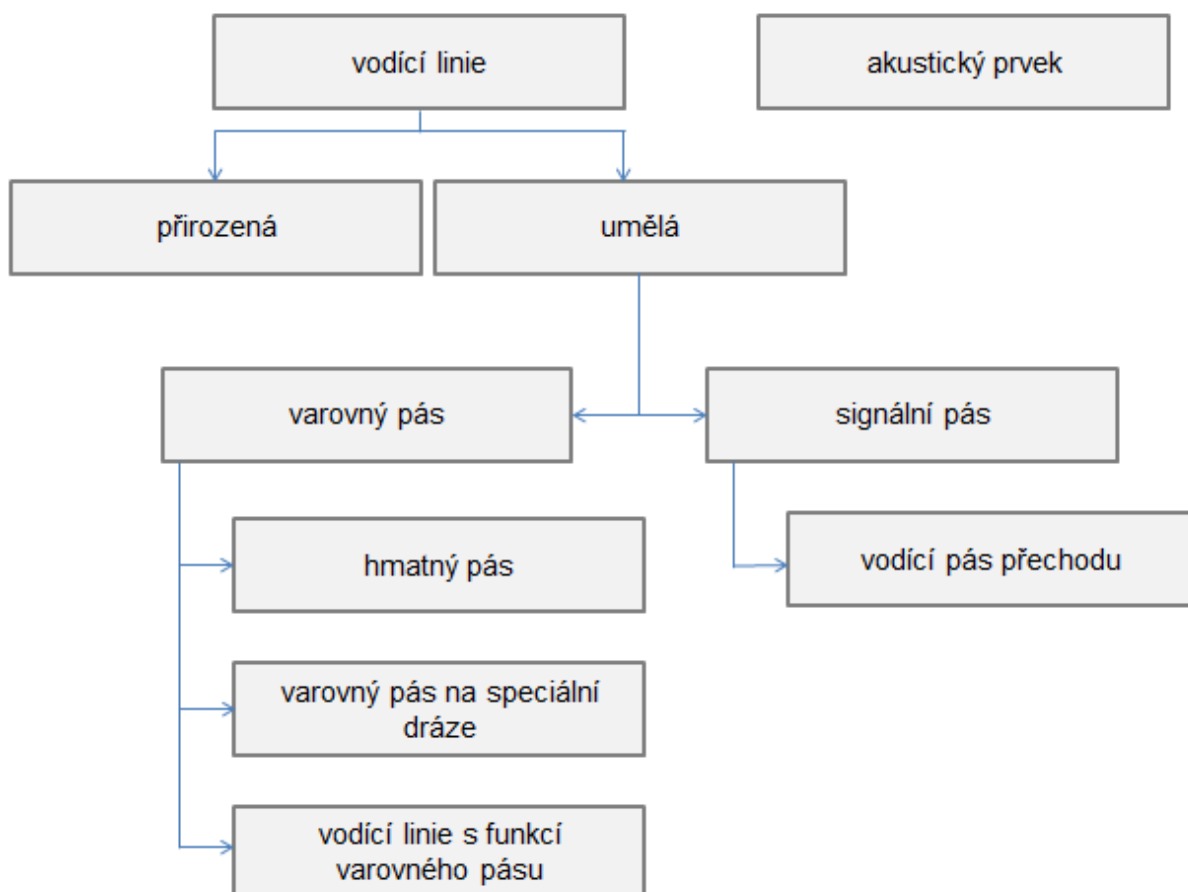 vodící linie
akustický prvek
přirozená
umělá
varovný pás
signální pás
hmatný pás
vodící pás přechodu
varovný pás na speciální
dráze
vodící linie s funkcí
varovného pásu